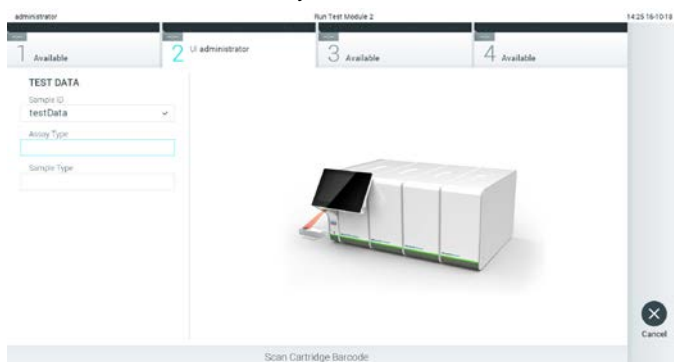 administrator
Run Test Module 2
14:25 16-10-18
1 Available
2 UI administrator
3 Available
4 Available
TEST DATA
Sample ID
testData
Assay Type
Sample Type
Cancel
Scan Cartridge Barcode